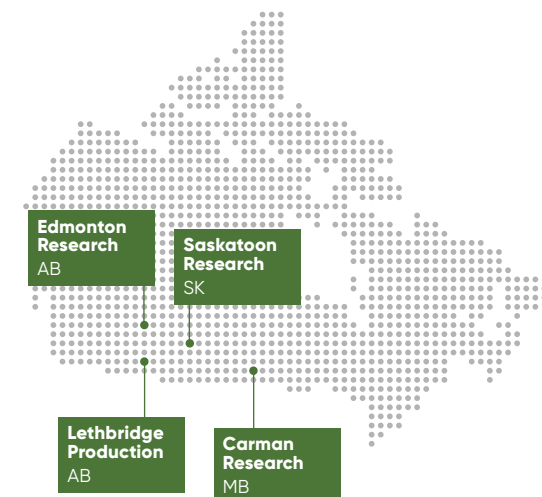 Edmonton
Research
AB
Saskatoon
Research
SK
Lethbridge
Production
AB
Carman
Research
MB